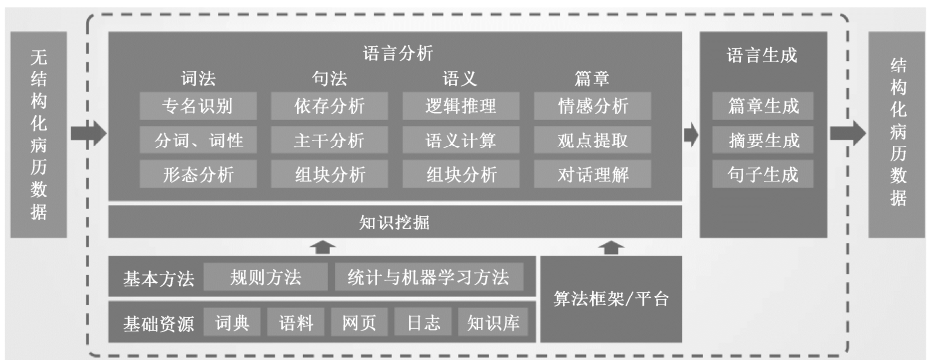 无结构化病历数据
语言分析
词法 句法 语义 篇章
专名识别 依存分析 逻辑推理 情感分析
分词、词性 主干分析 语义计算 观点提取
形态分析 组块分析 组块分析 对话理解
知识挖掘
语言生成
篇章生成
摘要生成
句子生成
结构化病历数据
基本方法 规则方法 统计与机器学习方法
基础资源 词典 语料 网页 日志 知识库
算法框架/平台